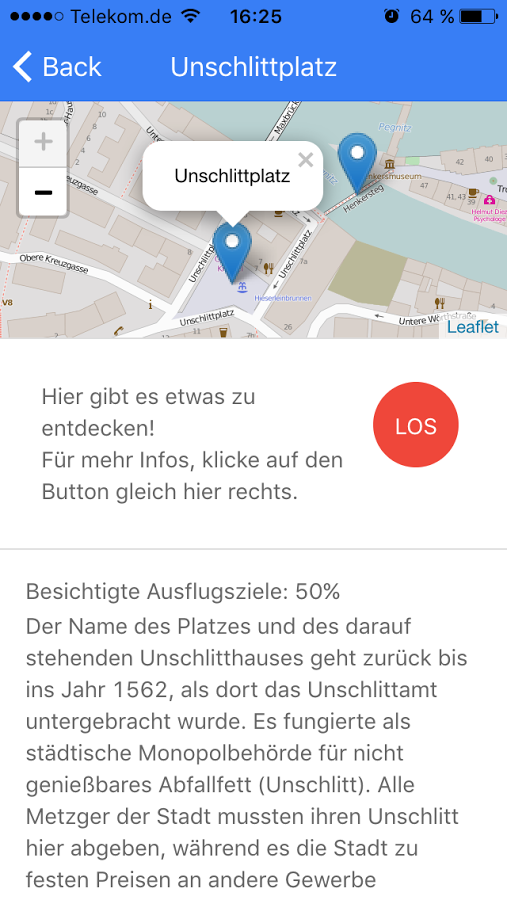 Telekom.de 16:25 64 %
Back Unschlittplatz
Maxbrück
Pegnitz
Unschlittplatz ×
Henkersteg
Obere Kreuzgasse
Unschlittplatz
Hieserleinbrunnen
Unschlittplatz
Leaflet
Hier gibt es etwas zu
entdecken!
Für mehr Infos, klicke auf den
Button gleich hier rechts.
LOS
Besichtigte Ausflugsziele: 50%
Der Name des Platzes und des darauf
stehenden Unschlitthauses geht zurück bis
ins Jahr 1562, als dort das Unschlittamt
untergebracht wurde. Es fungierte als
städtische Monopolbehörde für nicht
genießbares Abfallfett (Unschlitt). Alle
Metzger der Stadt mussten ihren Unschlitt
hier abgeben, während es die Stadt zu
festen Preisen an andere Gewerbe